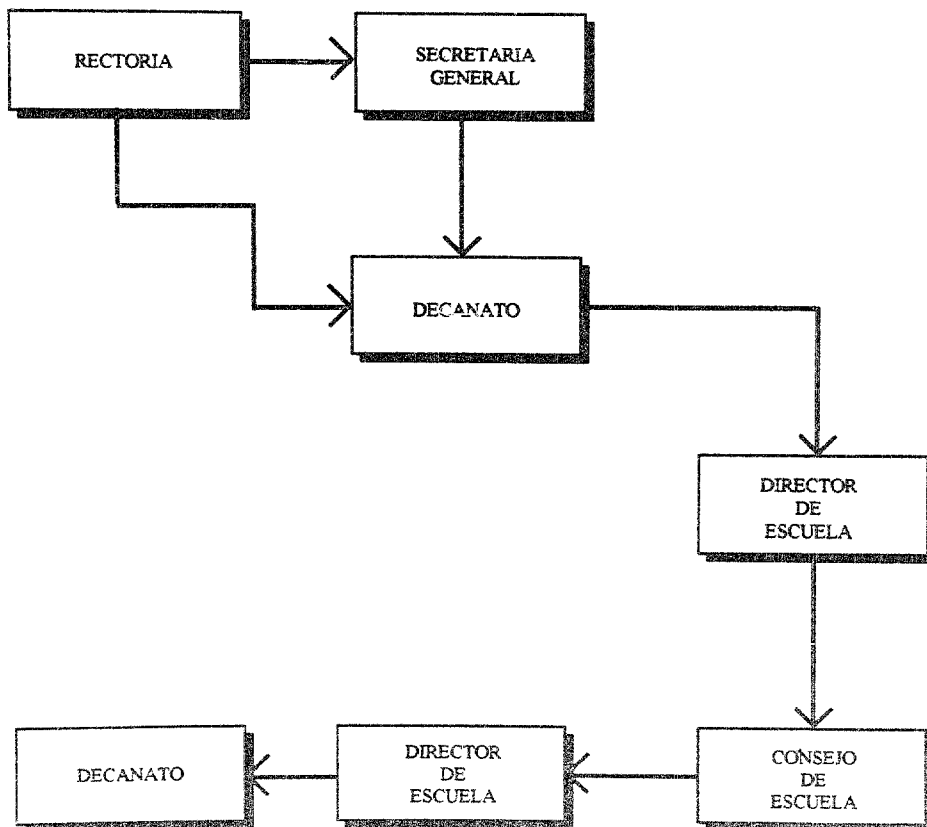 RECTORIA
SECRETARIA
GENERAL
DECANATO
DIRECTOR
DE
ESCUELA
DECANATO
DIRECTOR
DE
ESCUELA
CONSEJO
DE
ESCUELA